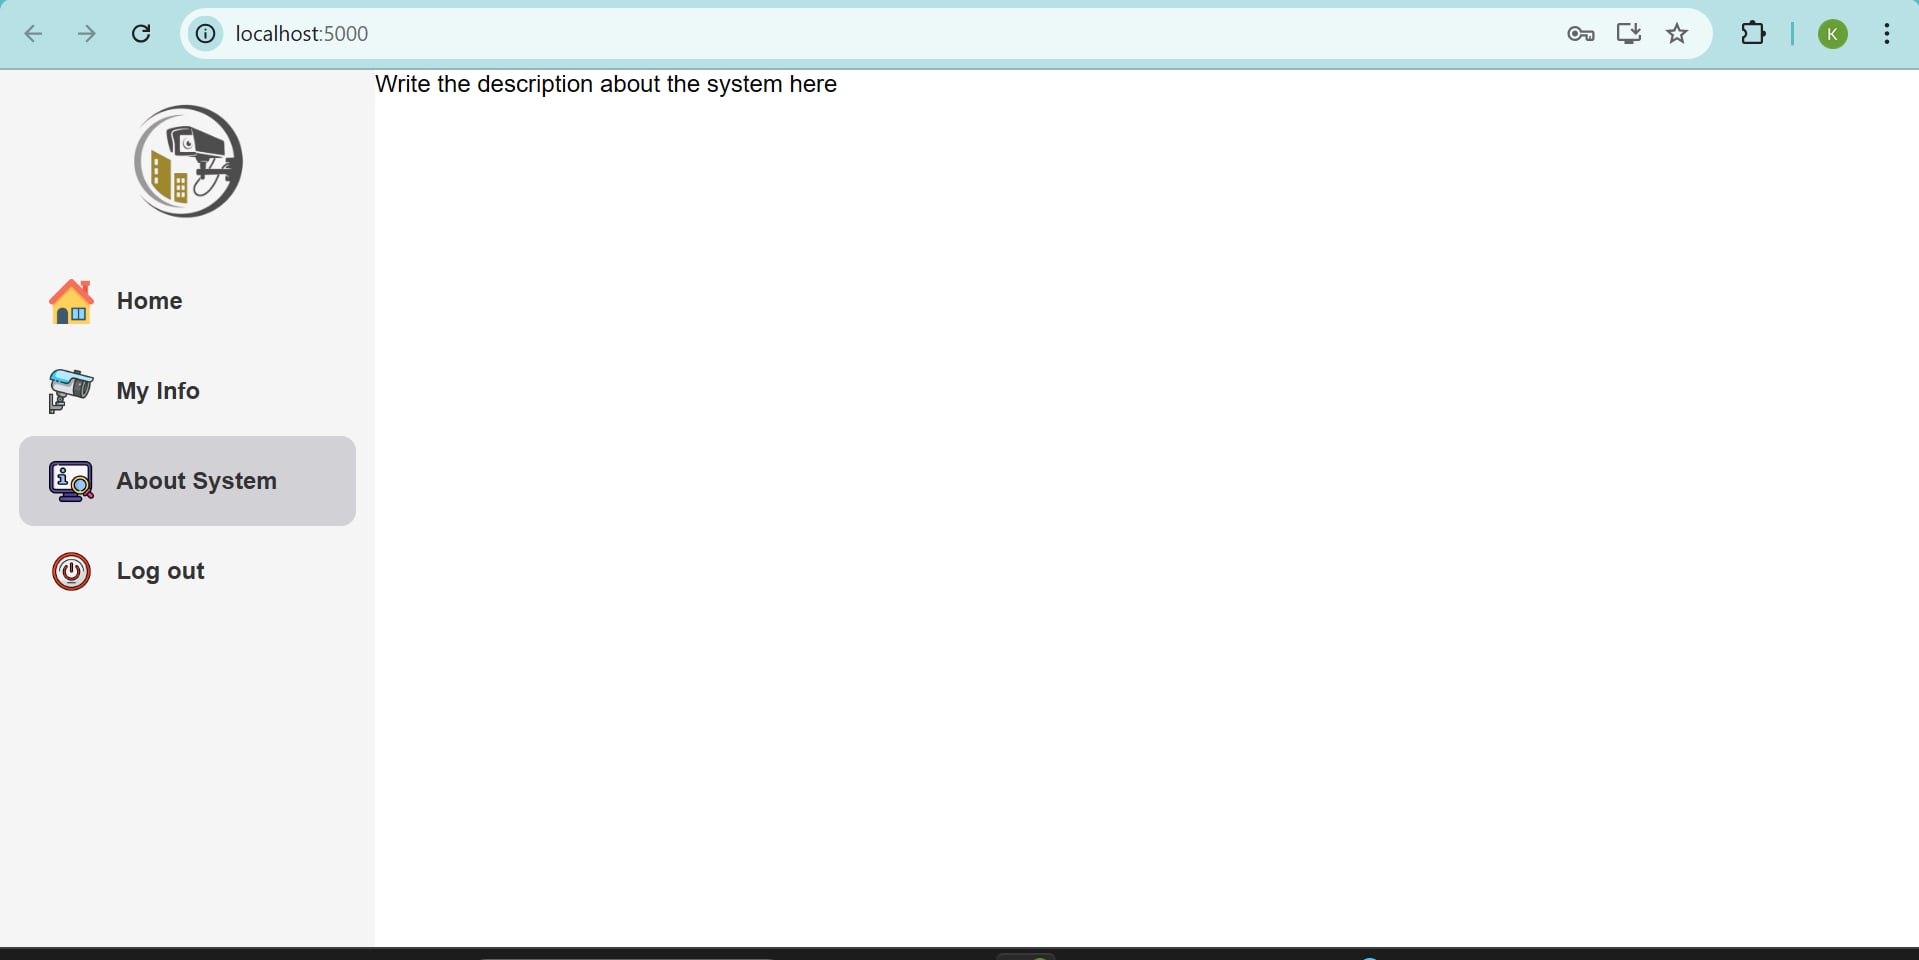 localhost:5000
K
Write the description about the system here
Home
My Info
About System
Log out